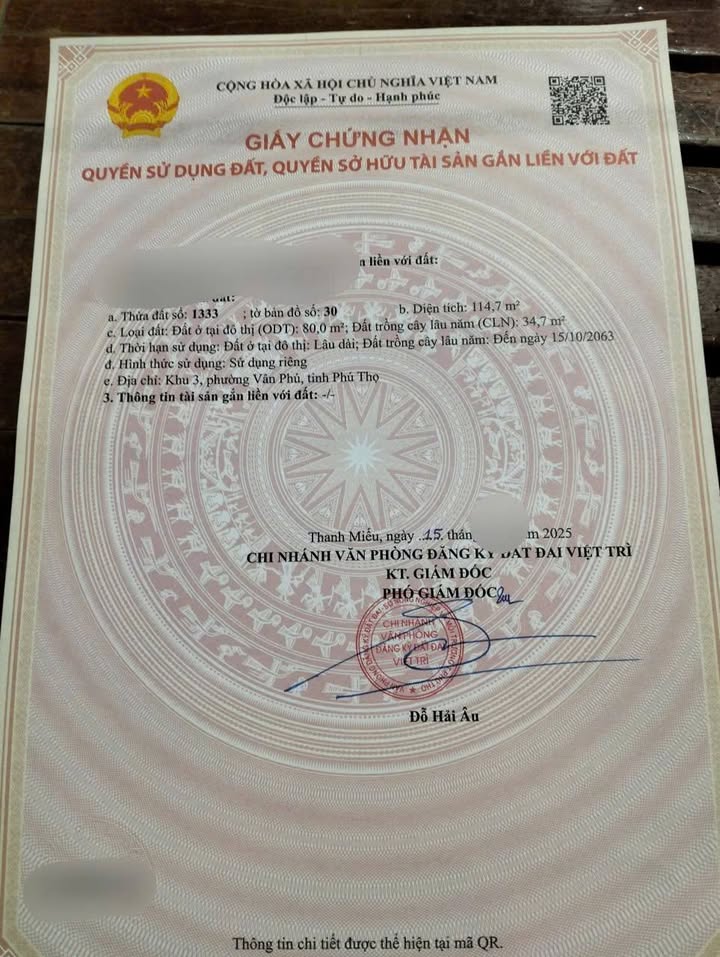 CỘNG HÒA XÃ HỘI CHỦ NGHĨA VIỆT NAM
Độc lập - Tự do - Hạnh phúc
GIẤY CHỨNG NHẬN
QUYỀN SỬ DỤNG ĐẤT, QUYỀN SỞ HỮU TÀI SẢN GẮN LIỀN VỚI ĐẤT
liền với đất:
a. Thửa đất số: 1333 ; tờ bản đồ số: 30 b. Diện tích: 114,7 m²
c. Loại đất: Đất ở tại đô thị (ODT): 80,0 m²; Đất trồng cây lâu năm (CLN): 34,7 m²
d. Thời hạn sử dụng: Đất ở tại đô thị: Lâu dài; Đất trồng cây lâu năm: Đến ngày 15/10/2063
đ. Hình thức sử dụng: Sử dụng riêng
e. Địa chỉ: Khu 3, phường Vân Phú, tỉnh Phú Thọ
3. Thông tin tài sản gắn liền với đất: -/-
Thanh Miếu, ngày ..15. thán 2025
CHI NHÁNH VĂN PHÒNG ĐĂNG KÝ ĐẤT ĐAI VIỆT TRÌ
KT. GIÁM ĐỐC
PHÓ GIÁM ĐỐC
CHI NHÁNH
VĂN PHÒNG
ĐĂNG KÝ ĐẤT ĐAI
VIỆT TRÌ
Đỗ Hải Âu
Thông tin chi tiết được thể hiện tại mã QR.